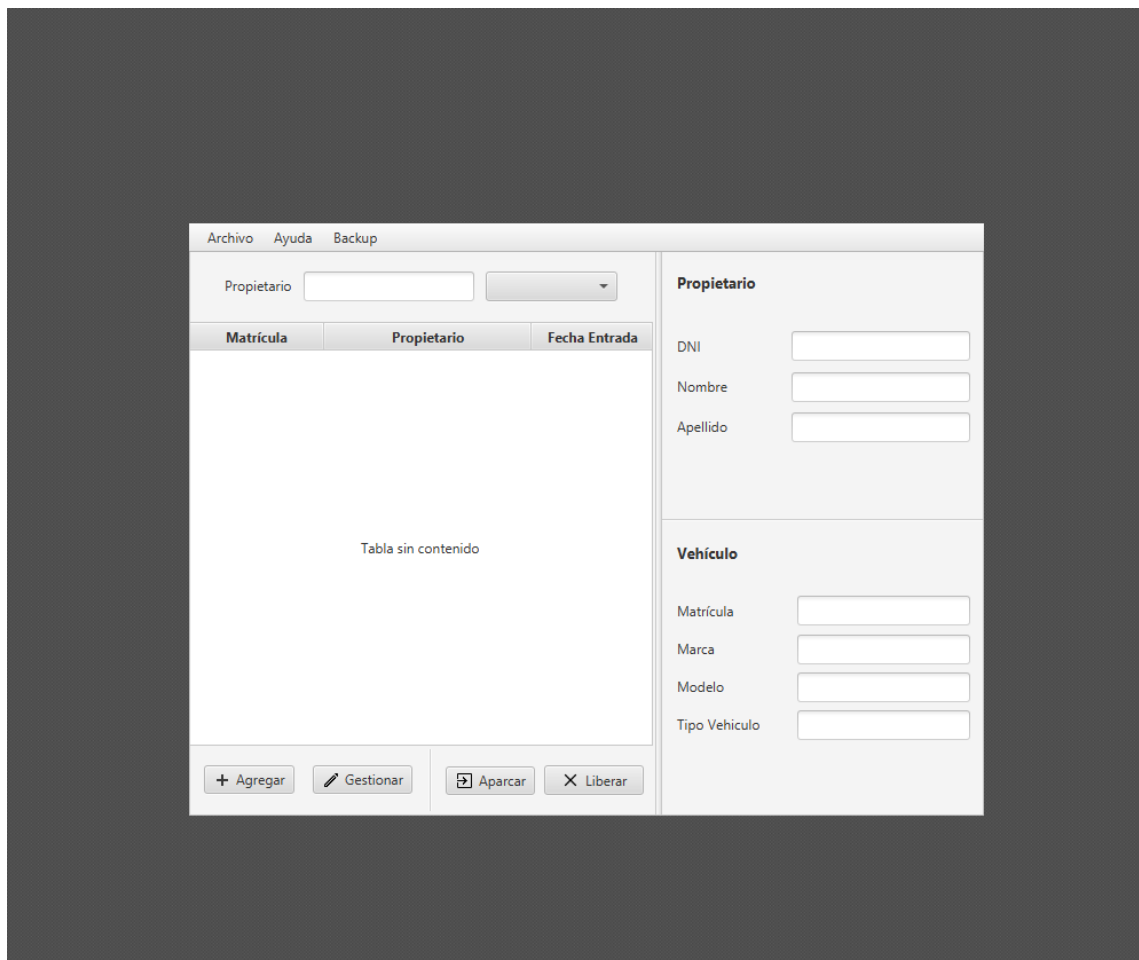 Archivo Ayuda Backup
Propietario
Matrícula Propietario Fecha Entrada
Tabla sin contenido
+ Agregar Gestionar Aparcar Liberar
Propietario
DNI
Nombre
Apellido
Vehículo
Matrícula
Marca
Modelo
Tipo Vehiculo